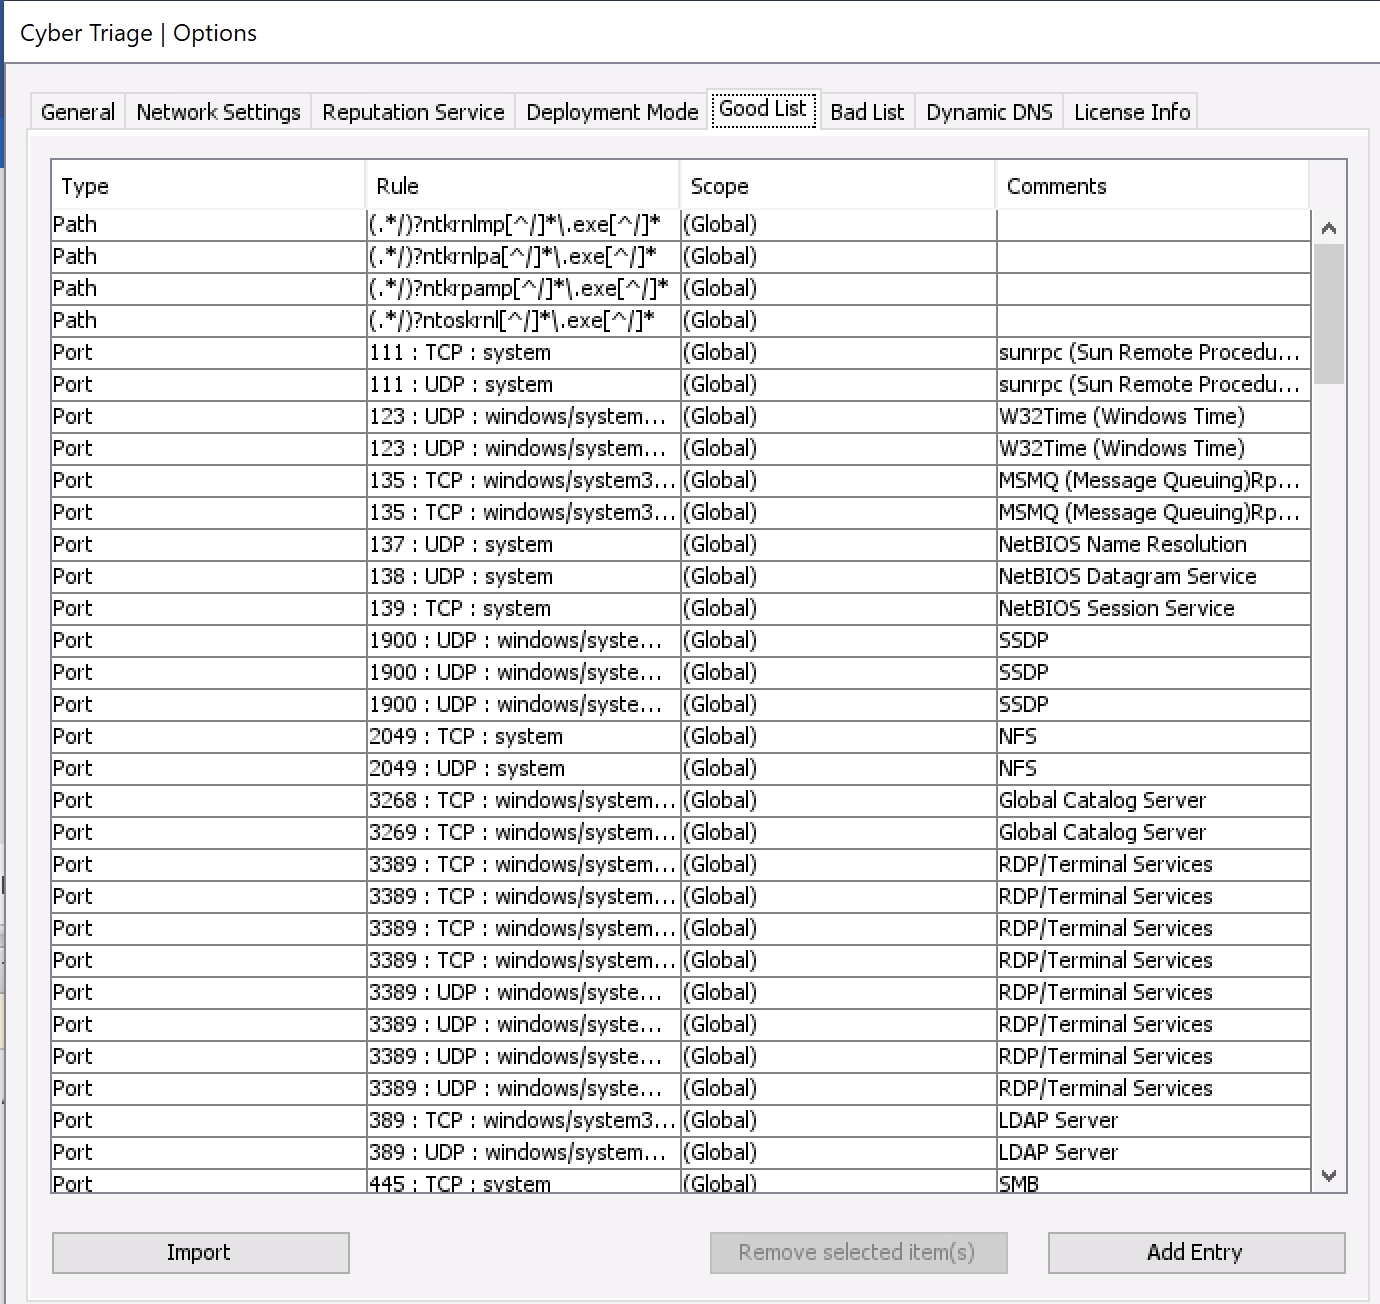 Cyber Triage | Options
General Network Settings Reputation Service Deployment Mode Good List Bad List Dynamic DNS License Info
Type Rule Scope Comments
Path (.*/)?ntkrnlmp[^/]*\.exe[^/]* (Global)
Path (.*/)?ntkrnlpa[^/]*\.exe[^/]* (Global)
Path (.*/)?ntkrpamp[^/]*\.exe[^/]* (Global)
Path (.*/)?ntoskrnl[^/]*\.exe[^/]* (Global)
Port 111 : TCP : system (Global) sunrpc (Sun Remote Procedu...
Port 111 : UDP : system (Global) sunrpc (Sun Remote Procedu...
Port 123 : UDP : windows/system... (Global) W32Time (Windows Time)
Port 123 : UDP : windows/system... (Global) W32Time (Windows Time)
Port 135 : TCP : windows/system3... (Global) MSMQ (Message Queuing)Rp...
Port 135 : TCP : windows/system3... (Global) MSMQ (Message Queuing)Rp...
Port 137 : UDP : system (Global) NetBIOS Name Resolution
Port 138 : UDP : system (Global) NetBIOS Datagram Service
Port 139 : TCP : system (Global) NetBIOS Session Service
Port 1900 : UDP : windows/syste... (Global) SSDP
Port 1900 : UDP : windows/syste... (Global) SSDP
Port 1900 : UDP : windows/syste... (Global) SSDP
Port 2049 : TCP : system (Global) NFS
Port 2049 : UDP : system (Global) NFS
Port 3268 : TCP : windows/system... (Global) Global Catalog Server
Port 3269 : TCP : windows/system... (Global) Global Catalog Server
Port 3389 : TCP : windows/system... (Global) RDP/Terminal Services
Port 3389 : TCP : windows/system... (Global) RDP/Terminal Services
Port 3389 : TCP : windows/system... (Global) RDP/Terminal Services
Port 3389 : TCP : windows/system... (Global) RDP/Terminal Services
Port 3389 : UDP : windows/syste... (Global) RDP/Terminal Services
Port 3389 : UDP : windows/syste... (Global) RDP/Terminal Services
Port 3389 : UDP : windows/syste... (Global) RDP/Terminal Services
Port 3389 : UDP : windows/syste... (Global) RDP/Terminal Services
Port 389 : TCP : windows/system3... (Global) LDAP Server
Port 389 : UDP : windows/system... (Global) LDAP Server
Port 445 : TCP : system (Global) SMB
Import Remove selected item(s) Add Entry